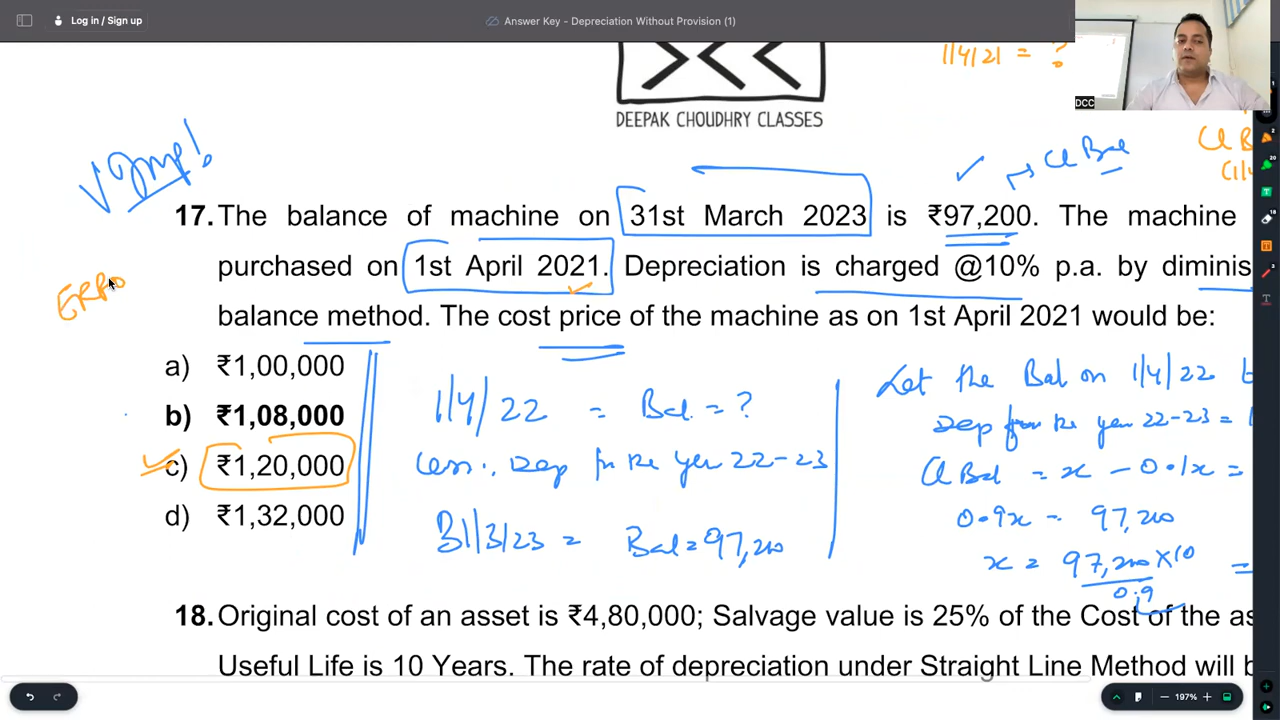 Log in / Sign up
Answer Key - Depreciation Without Provision (1)
1/4/21 = ?
DCC
DEEPAK CHOUDHRY CLASSES
V Imp!
Cl Bal
Cl B
(1/4
17. The balance of machine on 31st March 2023 is ₹97,200. The machine
purchased on 1st April 2021. Depreciation is charged @10% p.a. by diminis
balance method. The cost price of the machine as on 1st April 2021 would be:
ERRO
a) ₹1,00,000
b) ₹1,08,000
c) ₹1,20,000
d) ₹1,32,000
1/4/22 = Bal = ?
Less: Dep for the year 22-23
31/3/23 = Bal = 97,200
Let the Bal on 1/4/22 b
Dep for the year 22-23 =
Cl Bal = x - 0.1x =
0.9x = 97,200
x = 97,200 X 10 =
0.9
18. Original cost of an asset is ₹4,80,000; Salvage value is 25% of the Cost of the as
Useful Life is 10 Years. The rate of depreciation under Straight Line Method will b
197%